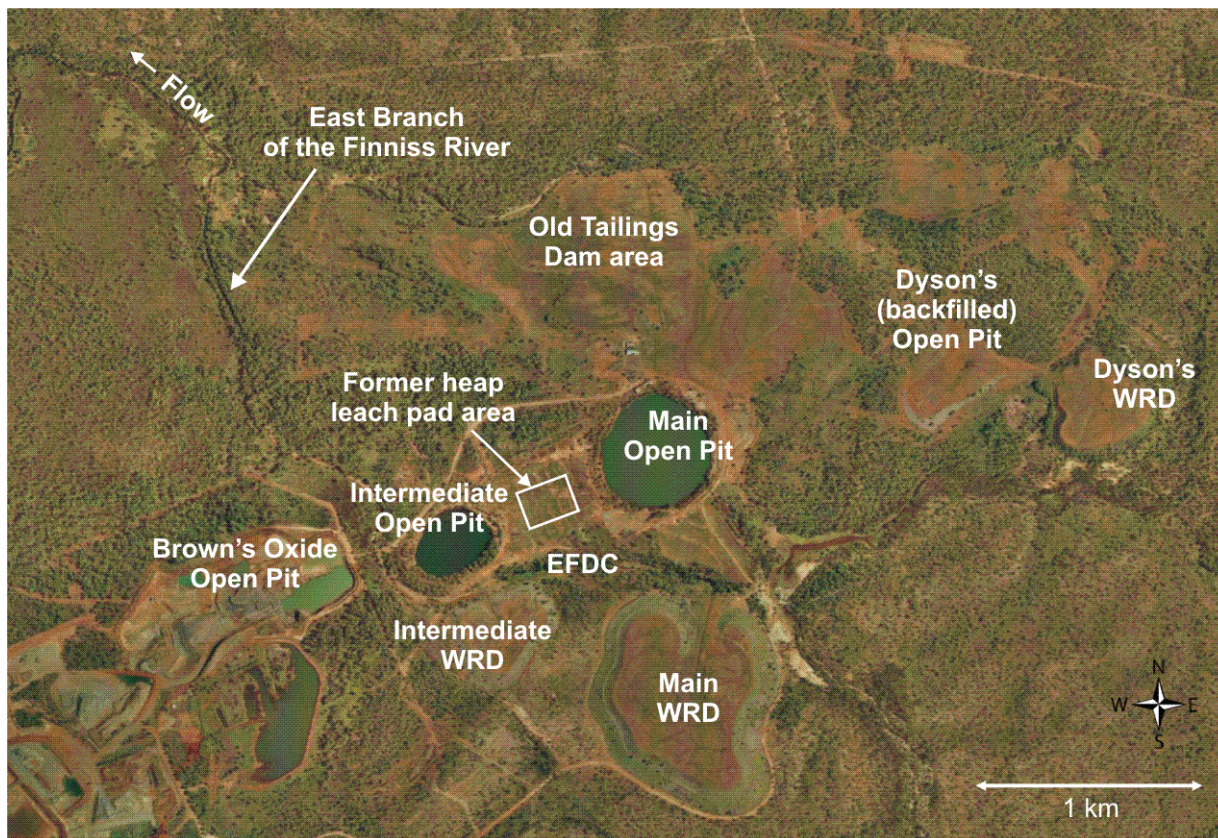 Flow
East Branch
of the Finniss River
Old Tailings
Dam area
Dyson's
(backfilled)
Open Pit
Dyson's
WRD
Former heap
leach pad area
Main
Open Pit
Intermediate
Open Pit
Brown's Oxide
Open Pit
EFDC
Intermediate
WRD
Main
WRD
N
W E
S
1 km